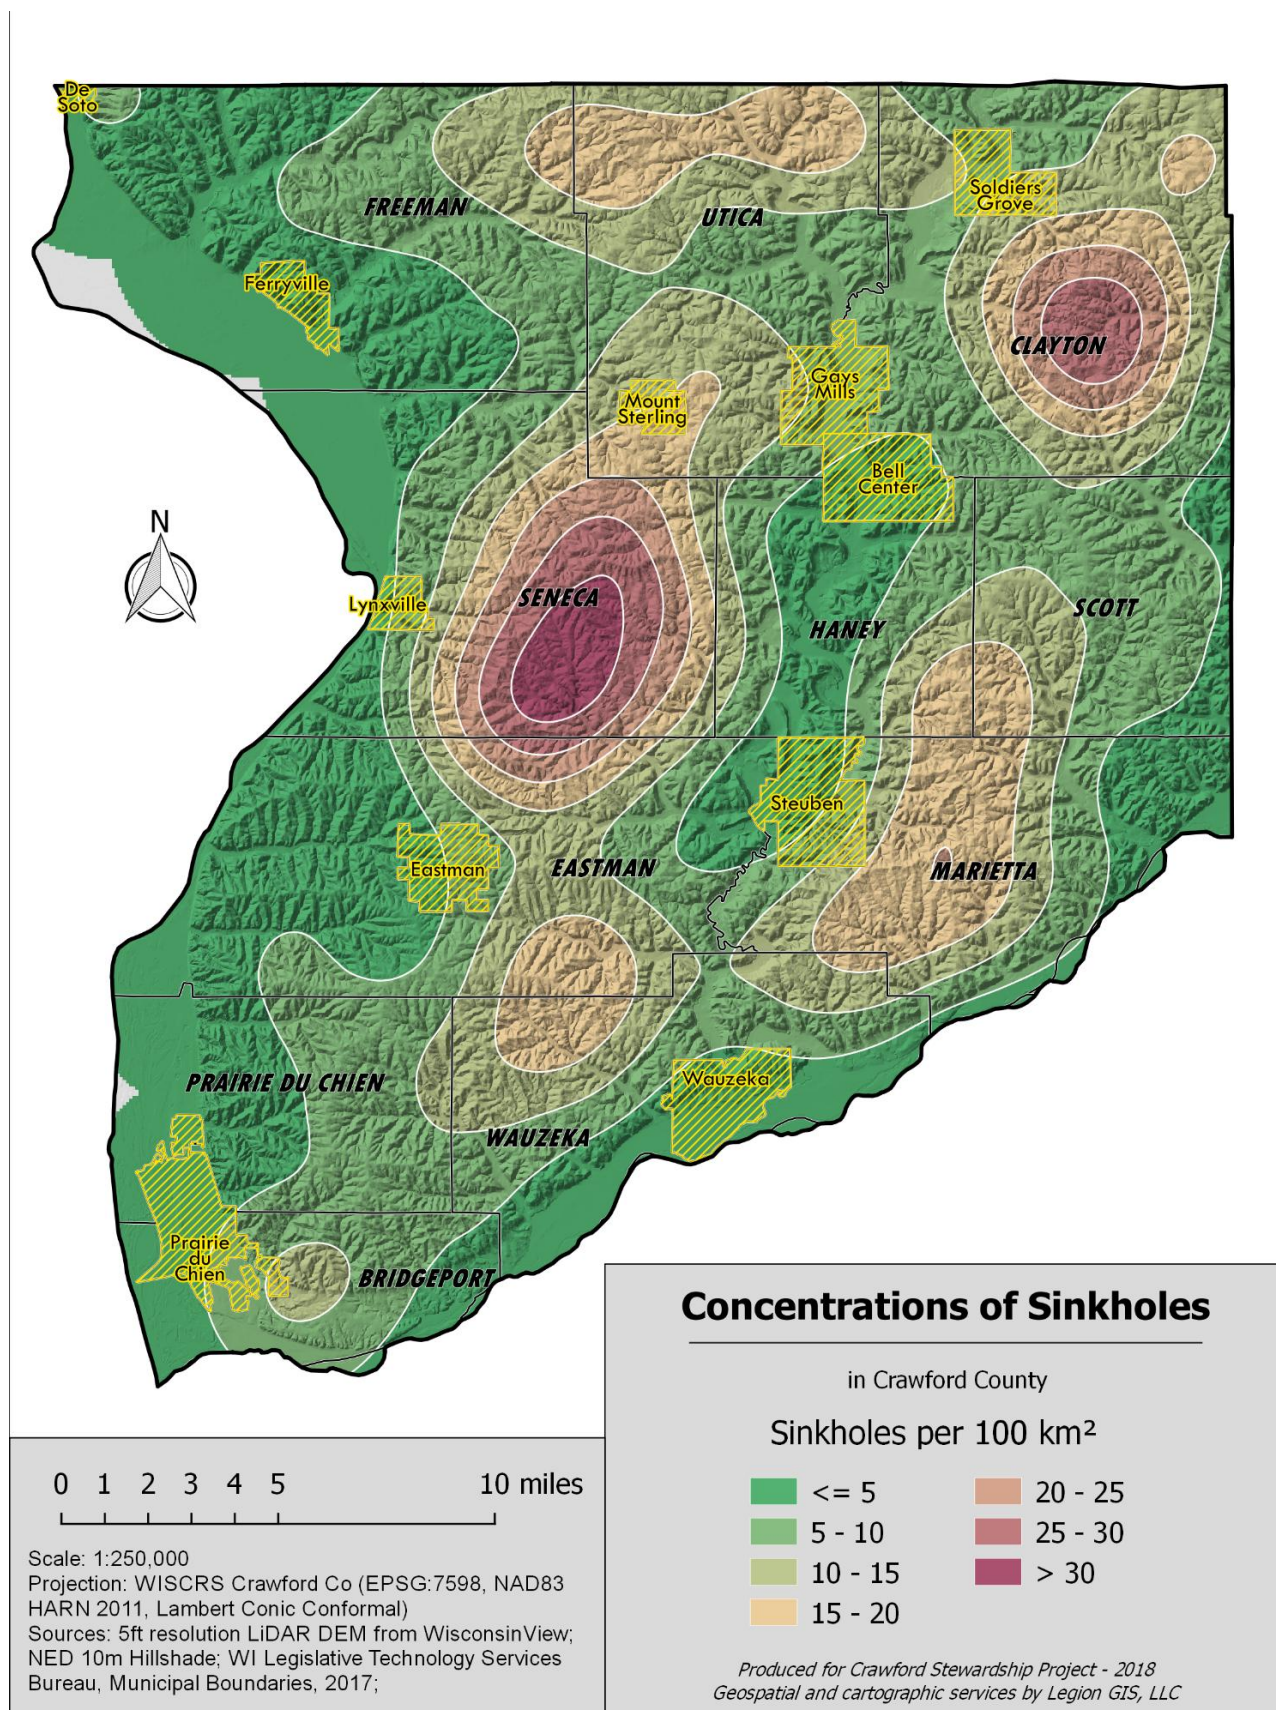 De
Soto
FREEMAN
UTICA
Soldiers
Grove
Ferryville
CLAYTON
Gays
Mills
Mount
Sterling
Bell
Center
N
Lynxville
SENECA
HANEY
SCOTT
Steuben
Eastman
EASTMAN
MARIETTA
PRAIRIE DU CHIEN
Wauzeka
WAUZEKA
Prairie
du
Chien
BRIDGEPORT
Concentrations of Sinkholes
in Crawford County
Sinkholes per 100 km²
<= 5
5 - 10
10 - 15
15 - 20
20 - 25
25 - 30
> 30
Produced for Crawford Stewardship Project - 2018
Geospatial and cartographic services by Legion GIS, LLC
0 1 2 3 4 5 10 miles
Scale: 1:250,000
Projection: WISCRS Crawford Co (EPSG:7598, NAD83
HARN 2011, Lambert Conic Conformal)
Sources: 5ft resolution LiDAR DEM from WisconsinView;
NED 10m Hillshade; WI Legislative Technology Services
Bureau, Municipal Boundaries, 2017;